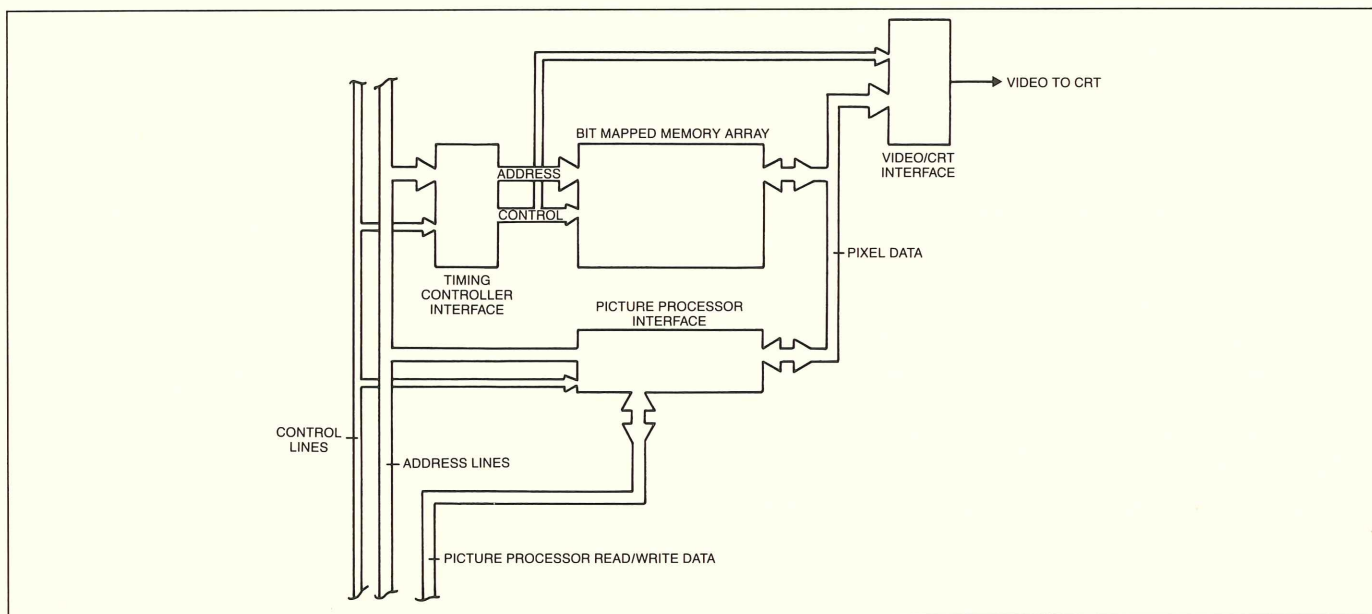 VIDEO TO CRT
BIT MAPPED MEMORY ARRAY
VIDEO/CRT
INTERFACE
ADDRESS
CONTROL
PIXEL DATA
TIMING
CONTROLLER
INTERFACE
PICTURE PROCESSOR
INTERFACE
CONTROL
LINES
ADDRESS LINES
PICTURE PROCESSOR READ/WRITE DATA